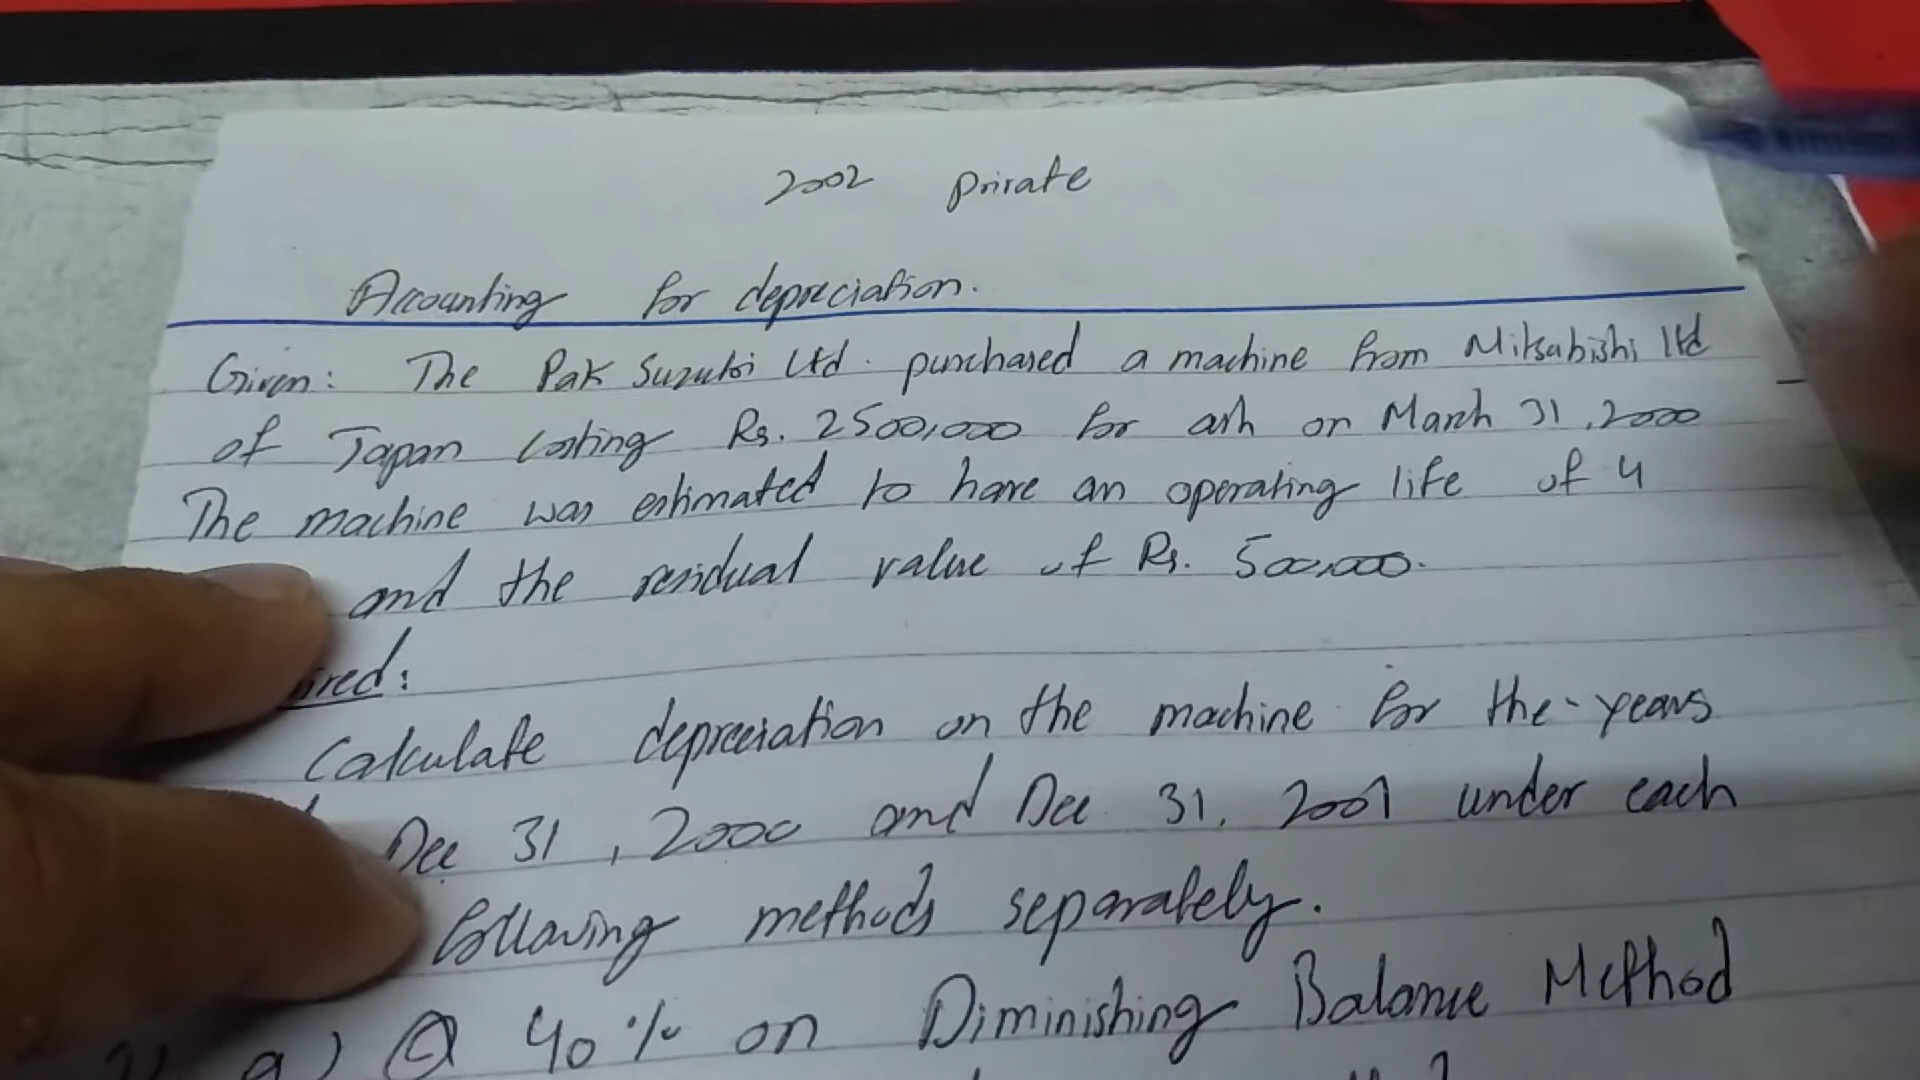 2002 private
Accounting for depreciation.
Given: The Pak Suzuki Ltd. purchased a machine from Mitsabishi ltd
of Japan costing Rs. 2500,000 for cash on March 31, 2000
The machine was estimated to have an operating life of 4
and the residual value of Rs. 500,000.
ired:
Calculate depreciation on the machine for the years
Dec 31, 2000 and Dec 31, 2001 under each
following methods separately.
a) @ 40% on Diminishing Balance Method